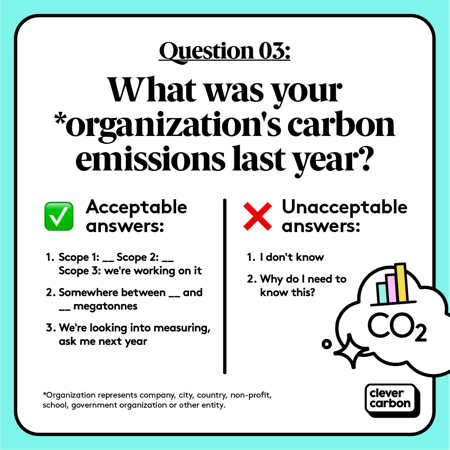 Question 03:
What was your
*organization's carbon
emissions last year?
Acceptable
answers:
1. Scope 1: __ Scope 2: __
Scope 3: we're working on it
2. Somewhere between __ and
__ megatonnes
3. We're looking into measuring,
ask me next year
Unacceptable
answers:
1. I don't know
2. Why do I need to
know this?
CO2
*Organization represents company, city, country, non-profit,
school, government organization or other entity.
clever
carbon